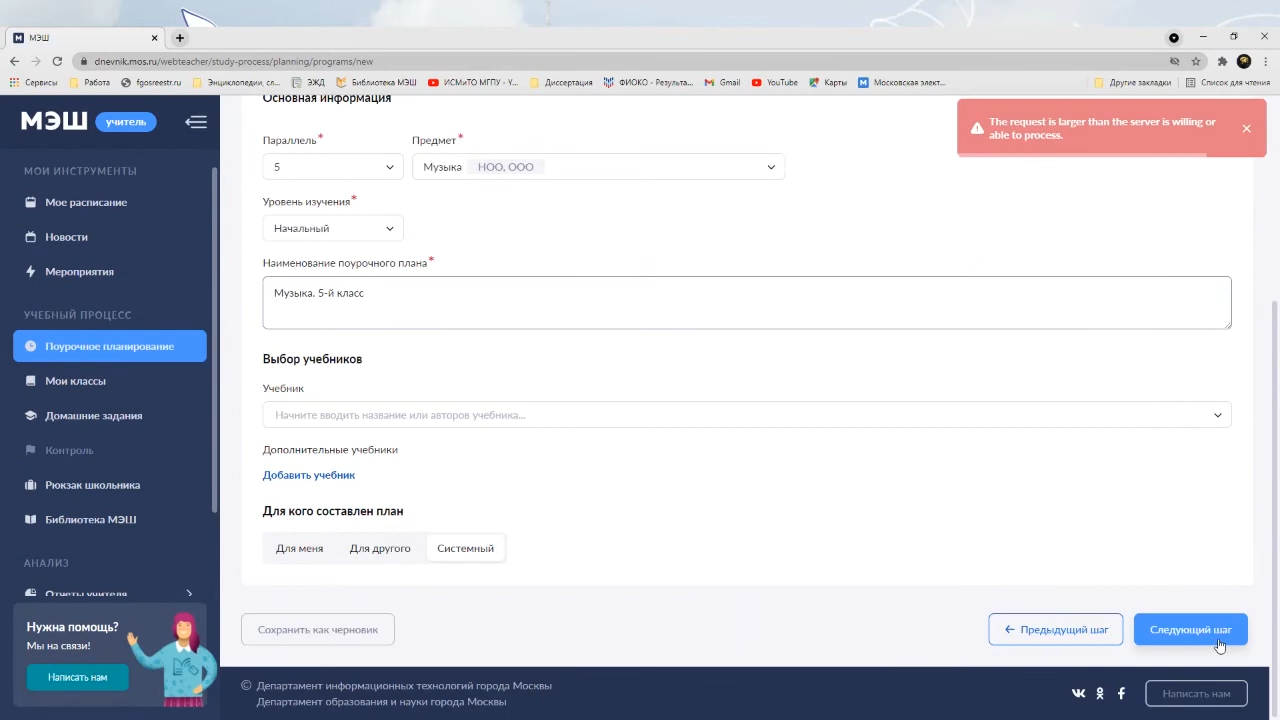 МЭШ
dnevnik.mos.ru/webteacher/study-process/planning/programs/new
Сервисы
Работа
fgosreestr.ru
Энциклопедии, сло...
ЭЖД
Библиотека МЭШ
ИСМиТО МГПУ - У...
Диссертация
ФИОКО - Результа...
Gmail
YouTube
Карты
Московская элект...
Другие закладки
Список для чтения
МЭШ учитель
МОИ ИНСТРУМЕНТЫ
Мое расписание
Новости
Мероприятия
УЧЕБНЫЙ ПРОЦЕСС
Поурочное планирование
Мои классы
Домашние задания
Контроль
Рюкзак школьника
Библиотека МЭШ
АНАЛИЗ
Отчеты учителя
Нужна помощь?
Мы на связи!
Написать нам
Основная информация
The request is larger than the server is willing or
able to process.
Параллель* Предмет*
5 Музыка НОО, ООО
Уровень изучения*
Начальный
Наименование поурочного плана*
Музыка. 5-й класс
Выбор учебников
Учебник
Начните вводить название или авторов учебника...
Дополнительные учебники
Добавить учебник
Для кого составлен план
Для меня Для другого Системный
Сохранить как черновик Предыдущий шаг Следующий шаг
© Департамент информационных технологий города Москвы
Департамент образования и науки города Москвы
Написать нам